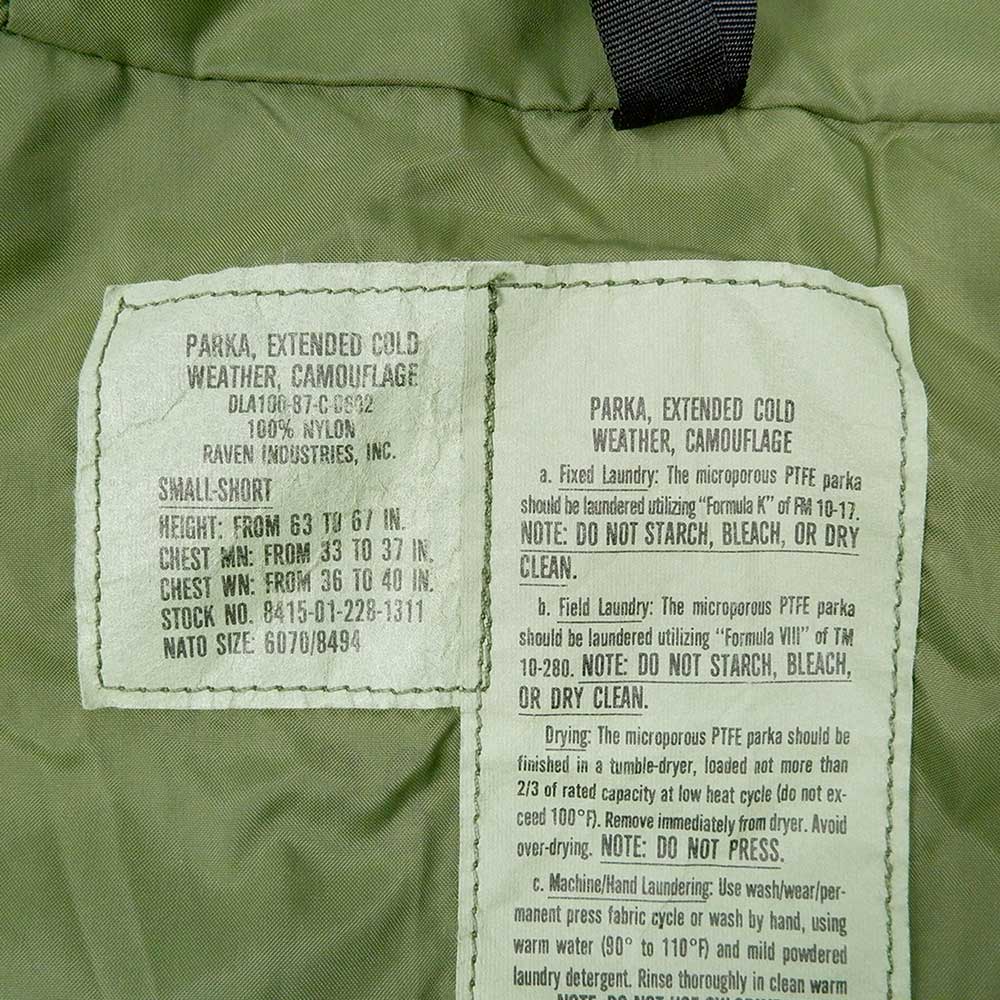 PARKA, EXTENDED COLD
WEATHER, CAMOUFLAGE
100% NYLON
RAVEN INDUSTRIES, INC.
SMALL-SHORT
HEIGHT: FROM 63 TO 67 IN.
CHEST MN: FROM 33 TO 37 IN.
CHEST WN: FROM 36 TO 40 IN.
STOCK NO. 8415-01-228-1311
NATO SIZE: 6070/8494
PARKA, EXTENDED COLD
WEATHER, CAMOUFLAGE
a. Fixed Laundry: The microporous PTFE parka
should be laundered utilizing "Formula K" of FM 10-17.
NOTE: DO NOT STARCH, BLEACH, OR DRY
CLEAN.
b. Field Laundry: The microporous PTFE parka
should be laundered utilizing "Formula VIII" of TM
10-280. NOTE: DO NOT STARCH, BLEACH,
OR DRY CLEAN.
Drying: The microporous PTFE parka should be
finished in a tumble-dryer, loaded not more than
2/3 of rated capacity at low heat cycle (do not ex-
ceed 100°F). Remove immediately from dryer. Avoid
over-drying. NOTE: DO NOT PRESS.
c. Machine/Hand Laundering: Use wash/wear/per-
manent press fabric cycle or wash by hand, using
warm water (90° to 110°F) and mild powdered
laundry detergent. Rinse thoroughly in clean warm